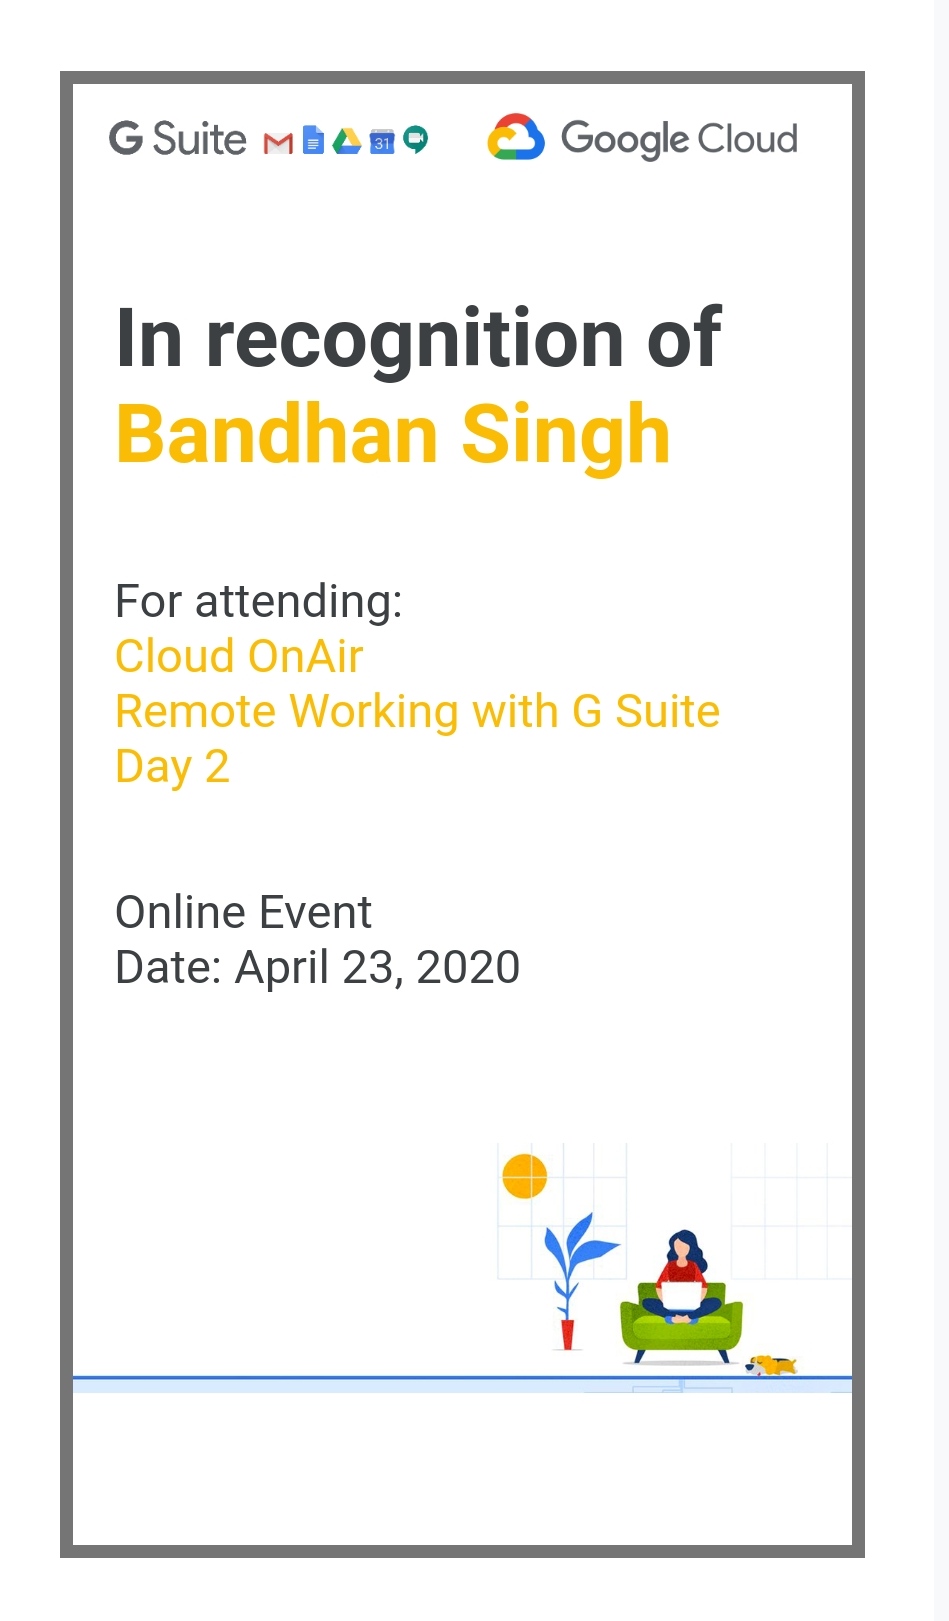 G Suite 31 Google Cloud
In recognition of
Bandhan Singh
For attending:
Cloud OnAir
Remote Working with G Suite
Day 2
Online Event
Date: April 23, 2020